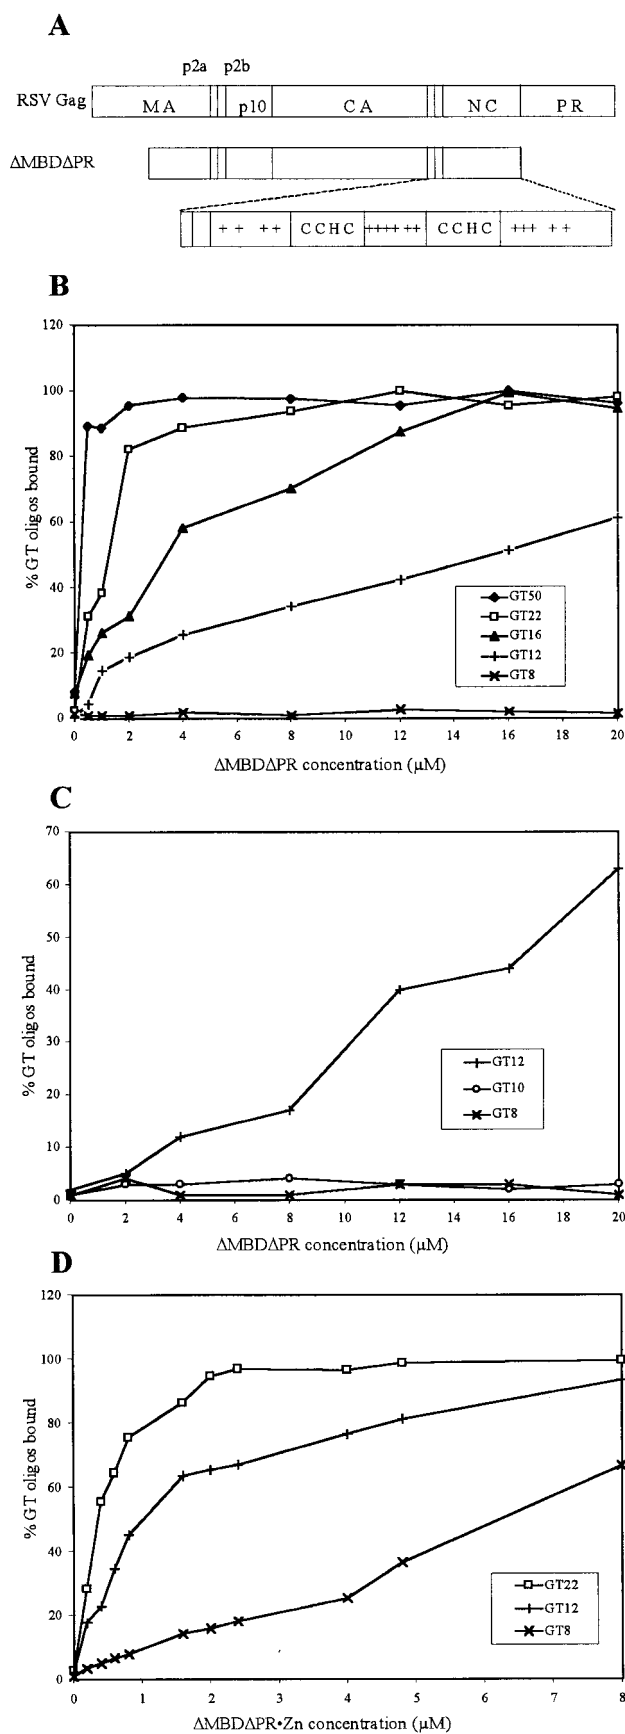 A
p2a p2b
RSV Gag MA p10 CA NC PR
ΔMBDΔPR
+ + + + CCHC ++++ ++ CCHC +++ + +
B
120
100
80
60
40
20
0
% GT oligos bound
GT50
GT22
GT16
GT12
GT8
0 2 4 6 8 10 12 14 16 18 20
ΔMBDΔPR concentration (μM)
C
70
60
50
40
30
20
10
0
% GT oligos bound
GT12
GT10
GT8
0 2 4 6 8 10 12 14 16 18 20
ΔMBDΔPR concentration (μM)
D
120
100
80
60
40
20
0
% GT oligos bound
GT22
GT12
GT8
0 1 2 3 4 5 6 7 8
ΔMBDΔPR•Zn concentration (μM)